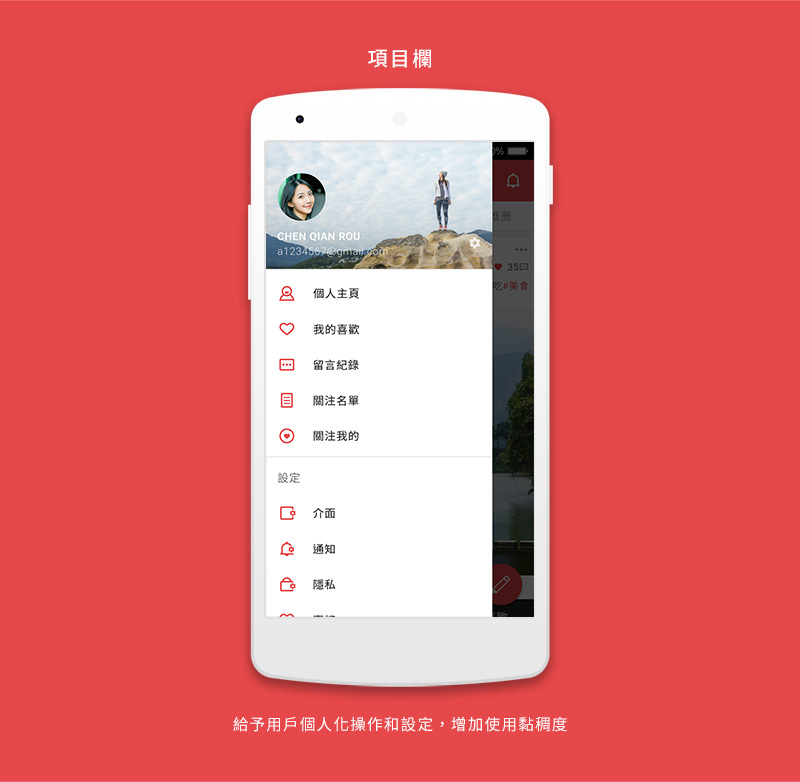 項目欄
0%
推薦
CHEN QIAN ROU
a1234567@gmail.com
35
吃#美食
個人主頁
我的喜歡
留言紀錄
關注名單
關注我的
設定
介面
通知
隱私
給予用戶個人化操作和設定，增加使用黏稠度